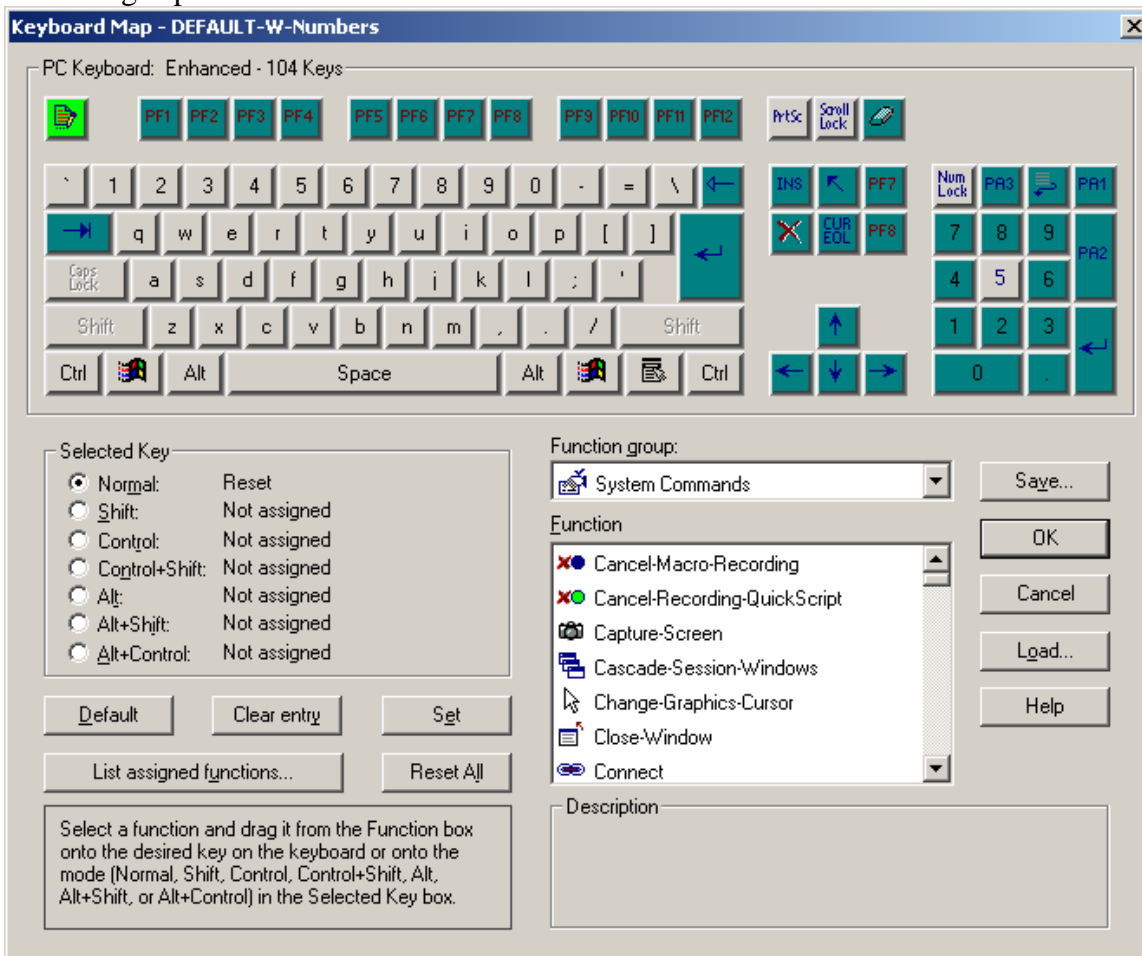 Keyboard Map - DEFAULT-W-Numbers
PC Keyboard: Enhanced - 104 Keys
PF1 PF2 PF3 PF4 PF5 PF6 PF7 PF8 PF9 PF10 PF11 PF12 PrtSc Scroll Lock
` 1 2 3 4 5 6 7 8 9 0 - = \ INS PF7 Num Lock PA3 PA1
q w e r t y u i o p [ ] CUR EOL PF8 7 8 9 PA2
Caps Lock a s d f g h j k l ; ' 4 5 6
Shift z x c v b n m , . / Shift 1 2 3
Ctrl Alt Space Alt Ctrl 0 .
Selected Key
Normal: Reset
Shift: Not assigned
Control: Not assigned
Control+Shift: Not assigned
Alt: Not assigned
Alt+Shift: Not assigned
Alt+Control: Not assigned
Default Clear entry Set
List assigned functions... Reset All
Select a function and drag it from the Function box
onto the desired key on the keyboard or onto the
mode (Normal, Shift, Control, Control+Shift, Alt,
Alt+Shift, or Alt+Control) in the Selected Key box.
Function group:
System Commands
Function
Cancel-Macro-Recording
Cancel-Recording-QuickScript
Capture-Screen
Cascade-Session-Windows
Change-Graphics-Cursor
Close-Window
Connect
Description
Save...
OK
Cancel
Load...
Help